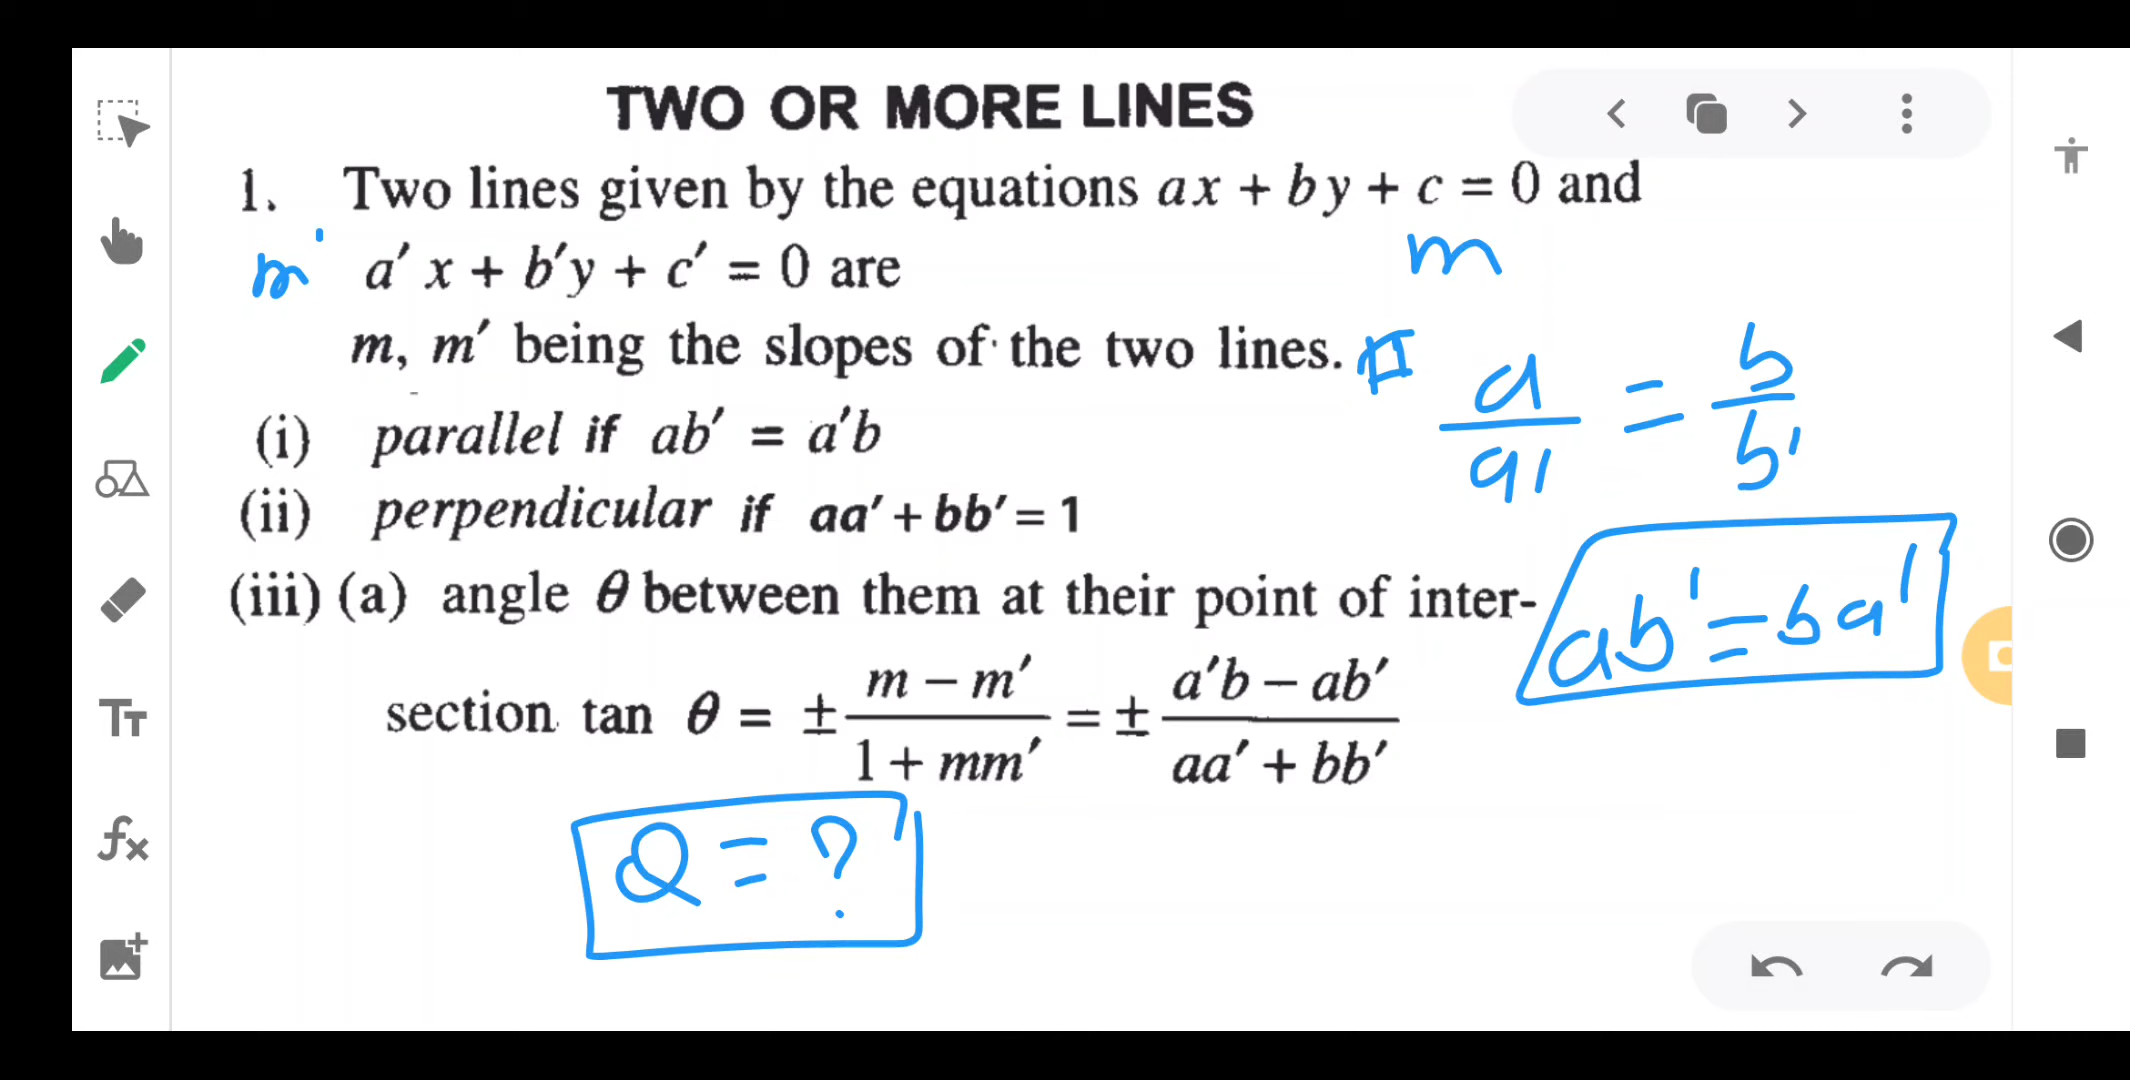 TWO OR MORE LINES
1. Two lines given by the equations ax + by + c = 0 and
m
m' a′ x + b′y + c′ = 0 are
m, m′ being the slopes of the two lines.
a/a' = b/b'
(i) parallel if ab′ = a′b
(ii) perpendicular if aa′ + bb′ = 1
(iii) (a) angle θ between them at their point of inter-
ab' = ba'
section tan θ = ± (m − m′)/(1 + mm′) = ± (a′b − ab′)/(aa′ + bb′)
Q = ?
Tт
fx